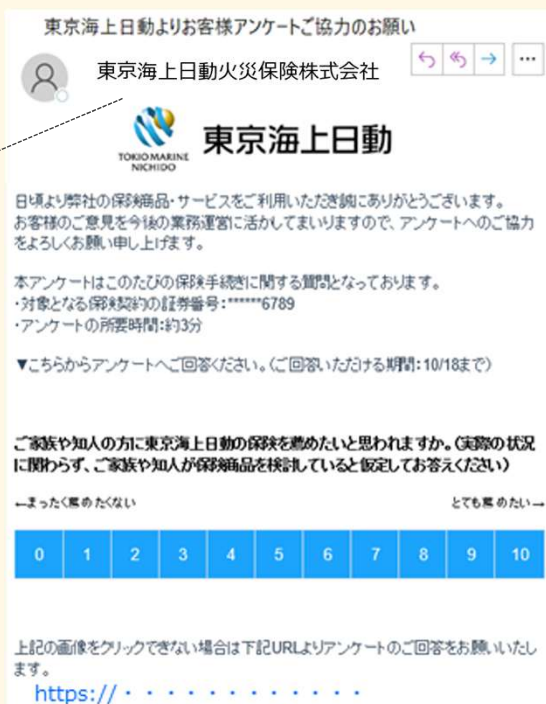 東京海上日動よりお客様アンケートご協力のお願い
東京海上日動火災保険株式会社
TOKIO MARINE
NICHIDO
東京海上日動
日頃より弊社の保険商品・サービスをご利用いただき誠にありがとうございます。
お客様のご意見を今後の業務運営に活かしてまいりますので、アンケートへのご協力
をよろしくお願い申し上げます。
本アンケートはこのたびの保険手続きに関する質問となっております。
・対象となる保険契約の証券番号:******6789
・アンケートの所要時間:約3分
▼こちらからアンケートへご回答ください。(ご回答いただける期間:10/18まで)
ご家族や知人の方に東京海上日動の保険を薦めたいと思われますか。(実際の状況
に関わらず、ご家族や知人が保険商品を検討していると仮定してお答えください)
←まったく薦めたくない とても薦めたい→
0 1 2 3 4 5 6 7 8 9 10
上記の画像をクリックできない場合は下記URLよりアンケートのご回答をお願いいたし
ます。
https://・・・・・・・・・・・・